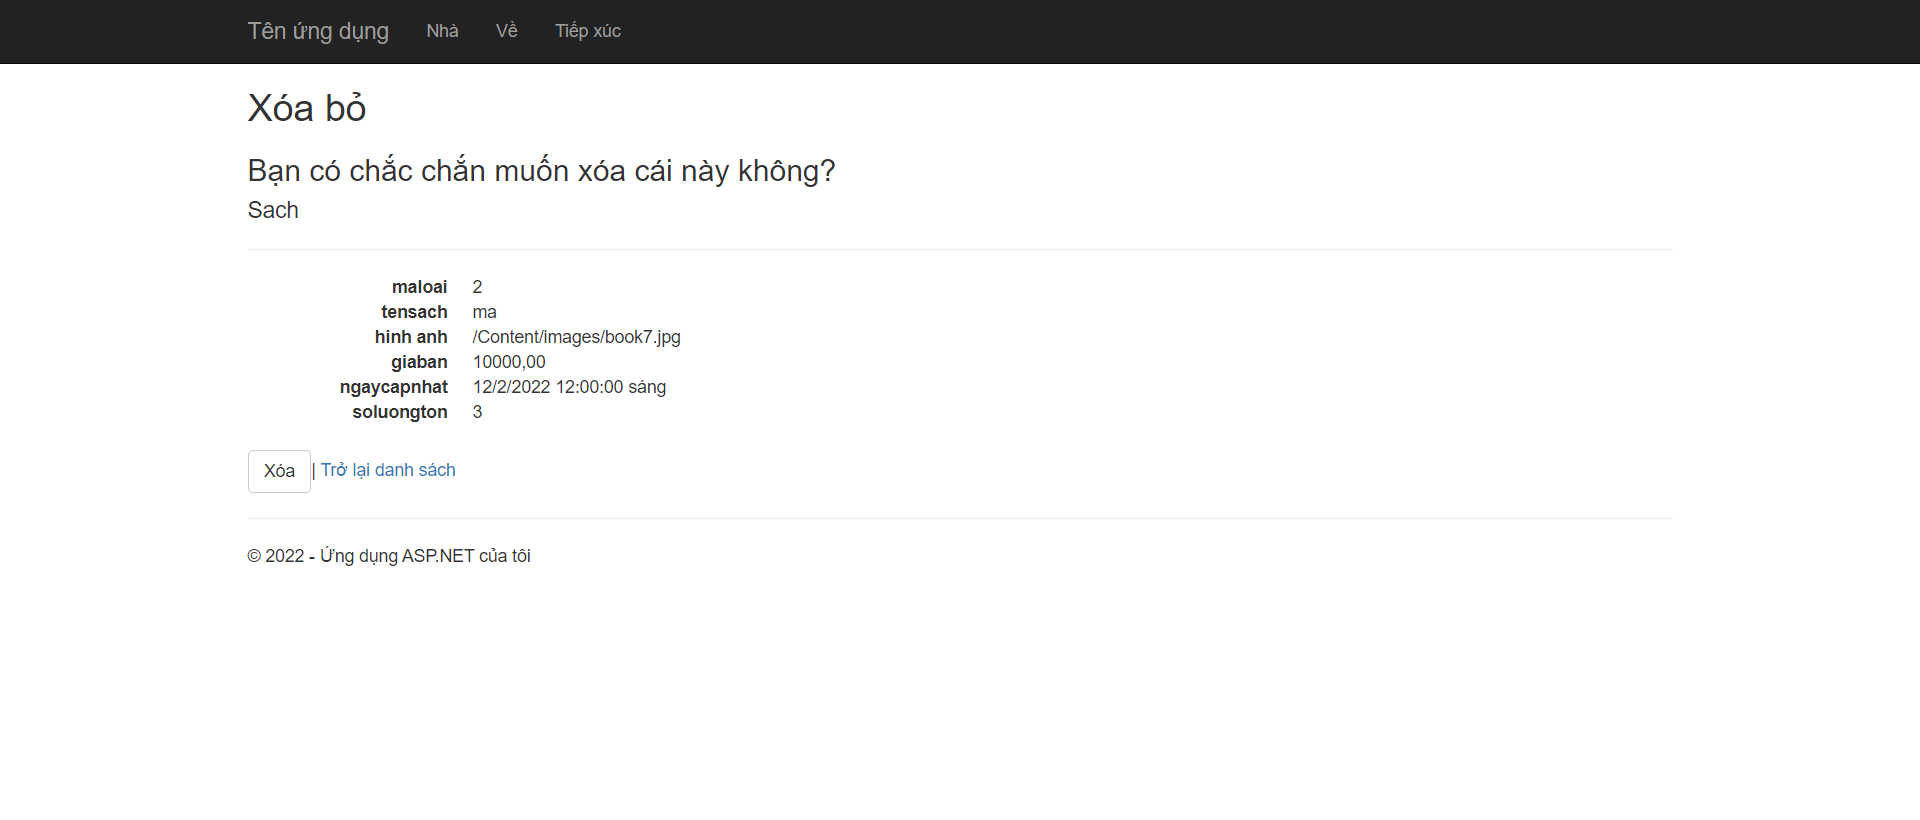 Tên ứng dụng Nhà Về Tiếp xúc
Xóa bỏ
Bạn có chắc chắn muốn xóa cái này không?
Sach
maloai 2
tensach ma
hinh anh /Content/images/book7.jpg
giaban 10000,00
ngaycapnhat 12/2/2022 12:00:00 sáng
soluongton 3
Xóa | Trở lại danh sách
© 2022 - Ứng dụng ASP.NET của tôi